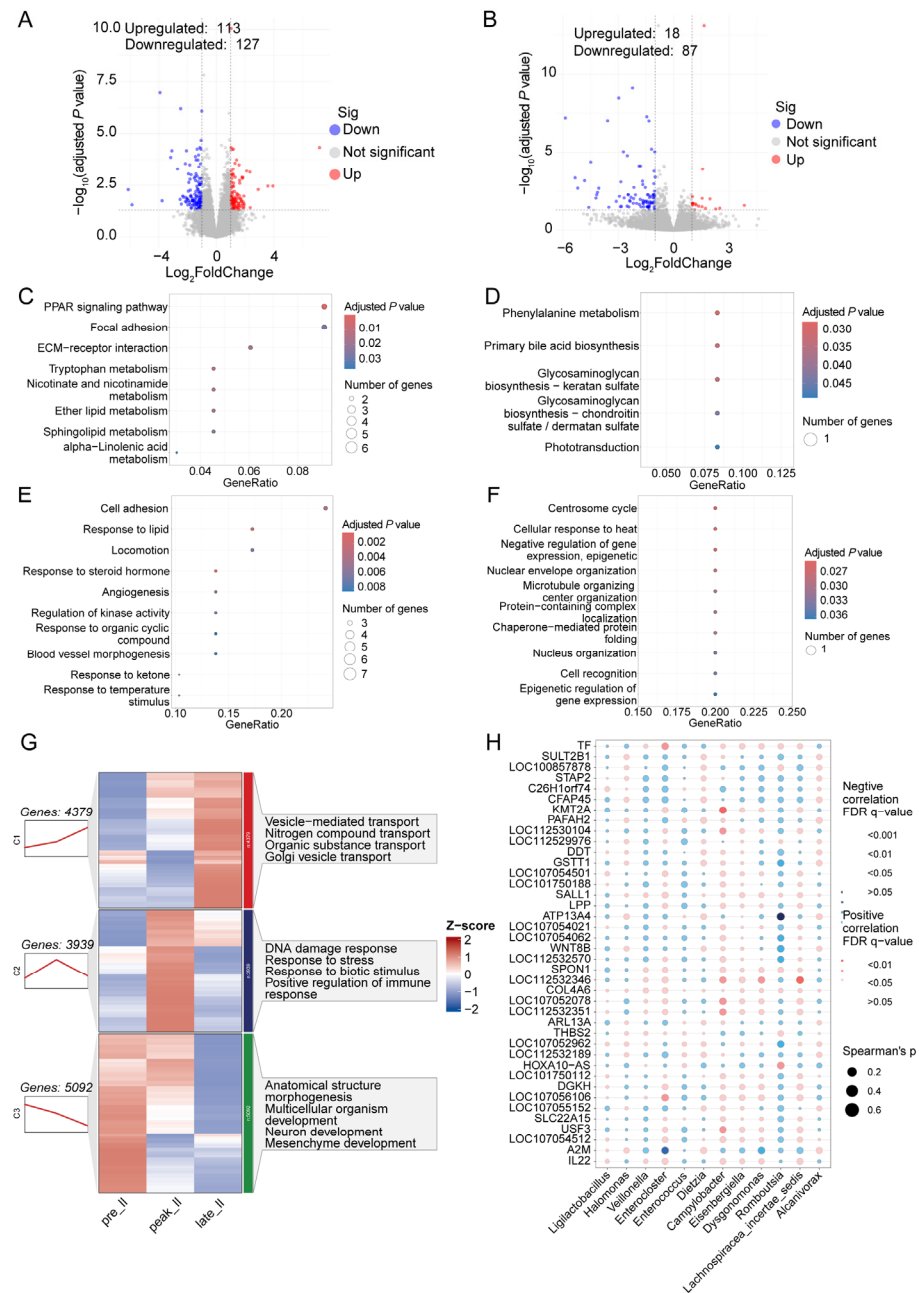 A
Upregulated: 113
Downregulated: 127
10.0
7.5
5.0
2.5
0.0
−log10(adjusted P value)
−4
0
4
Log2FoldChange
Sig
Down
Not significant
Up
B
Upregulated: 18
Downregulated: 87
10
5
0
−log10(adjusted P value)
−6
−3
0
3
Log2FoldChange
Sig
Down
Not significant
Up
C
PPAR signaling pathway
Focal adhesion
ECM−receptor interaction
Tryptophan metabolism
Nicotinate and nicotinamide
metabolism
Ether lipid metabolism
Sphingolipid metabolism
alpha−Linolenic acid
metabolism
0.04
0.06
0.08
GeneRatio
Adjusted P value
0.01
0.02
0.03
Number of genes
2
3
4
5
6
D
Phenylalanine metabolism
Primary bile acid biosynthesis
Glycosaminoglycan
biosynthesis − keratan sulfate
Glycosaminoglycan
biosynthesis − chondroitin
sulfate / dermatan sulfate
Phototransduction
0.050
0.075
0.100
0.125
GeneRatio
Adjusted P value
0.030
0.035
0.040
0.045
Number of genes
1
E
Cell adhesion
Response to lipid
Locomotion
Response to steroid hormone
Angiogenesis
Regulation of kinase activity
Response to organic cyclic
compound
Blood vessel morphogenesis
Response to ketone
Response to temperature
stimulus
0.10
0.15
0.20
GeneRatio
Adjusted P value
0.002
0.004
0.006
0.008
Number of genes
3
4
5
6
7
F
Centrosome cycle
Cellular response to heat
Negative regulation of gene
expression, epigenetic
Nuclear envelope organization
Microtubule organizing
center organization
Protein-containing complex
localization
Chaperone-mediated protein
folding
Nucleus organization
Cell recognition
Epigenetic regulation of
gene expression
0.150
0.175
0.200
0.225
0.250
GeneRatio
Adjusted P value
0.027
0.030
0.033
0.036
Number of genes
1
G
Genes: 4379
C1
Genes: 3939
C2
Genes: 5092
C3
Vesicle-mediated transport
Nitrogen compound transport
Organic substance transport
Golgi vesicle transport
DNA damage response
Response to stress
Response to biotic stimulus
Positive regulation of immune
response
Anatomical structure
morphogenesis
Multicellular organism
development
Neuron development
Mesenchyme development
Z−score
2
1
0
−1
−2
pre_II
peak_II
late_II
H
TF
SULT2B1
LOC100857878
STAP2
C26H1orf74
CFAP45
KMT2A
PAFAH2
LOC112530104
LOC112529976
DDT
GSTT1
LOC107054501
LOC101750188
SALL1
LPP
ATP13A4
LOC107054021
LOC107054062
WNT8B
LOC112532570
SPON1
LOC112532346
COL4A6
LOC107052078
LOC112532351
ARL13A
THBS2
LOC107052962
LOC112532189
HOXA10-AS
LOC101750112
DGKH
LOC107056106
LOC107055152
SLC22A15
USF3
LOC107054512
A2M
IL22
Ligilactobacillus
Halomonas
Veillonella
Enterocloster
Enterococcus
Dietzia
Campylobacter
Eisenbergiella
Dysgonomonas
Romboutsia
Lachnospiracea_incertae_sedis
Alcanivorax
Negtive
correlation
FDR q-value
<0.001
<0.01
<0.05
>0.05
Positive
correlation
FDR q-value
<0.01
<0.05
>0.05
Spearman's p
0.2
0.4
0.6